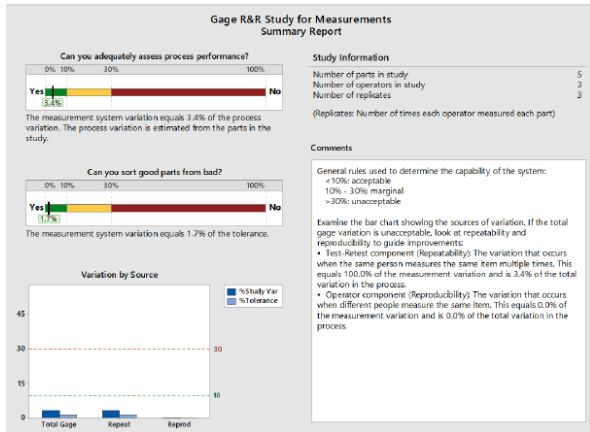 Gage R&R Study for Measurements
Summary Report
Can you adequately assess process performance?
0% 10% 30% 100%
Yes No
3.4%
The measurement system variation equals 3.4% of the process
variation. The process variation is estimated from the parts in the
study.
Can you sort good parts from bad?
0% 10% 30% 100%
Yes No
1.7%
The measurement system variation equals 1.7% of the tolerance.
Variation by Source
%Study Var
%Tolerance
45
30 30
15
10
0
Total Gage Repeat Reprod
Study Information
Number of parts in study 5
Number of operators in study 3
Number of replicates 3
(Replicates: Number of times each operator measured each part)
Comments
General rules used to determine the capability of the system:
<10%: acceptable
10% - 30%: marginal
>30%: unacceptable
Examine the bar chart showing the sources of variation. If the total
gage variation is unacceptable, look at repeatability and
reproducibility to guide improvements:
• Test-Retest component (Repeatability): The variation that occurs
when the same person measures the same item multiple times. This
equals 100.0% of the measurement variation and is 3.4% of the total
variation in the process.
• Operator component (Reproducibility): The variation that occurs
when different people measure the same item. This equals 0.0% of
the measurement variation and is 0.0% of the total variation in the
process.